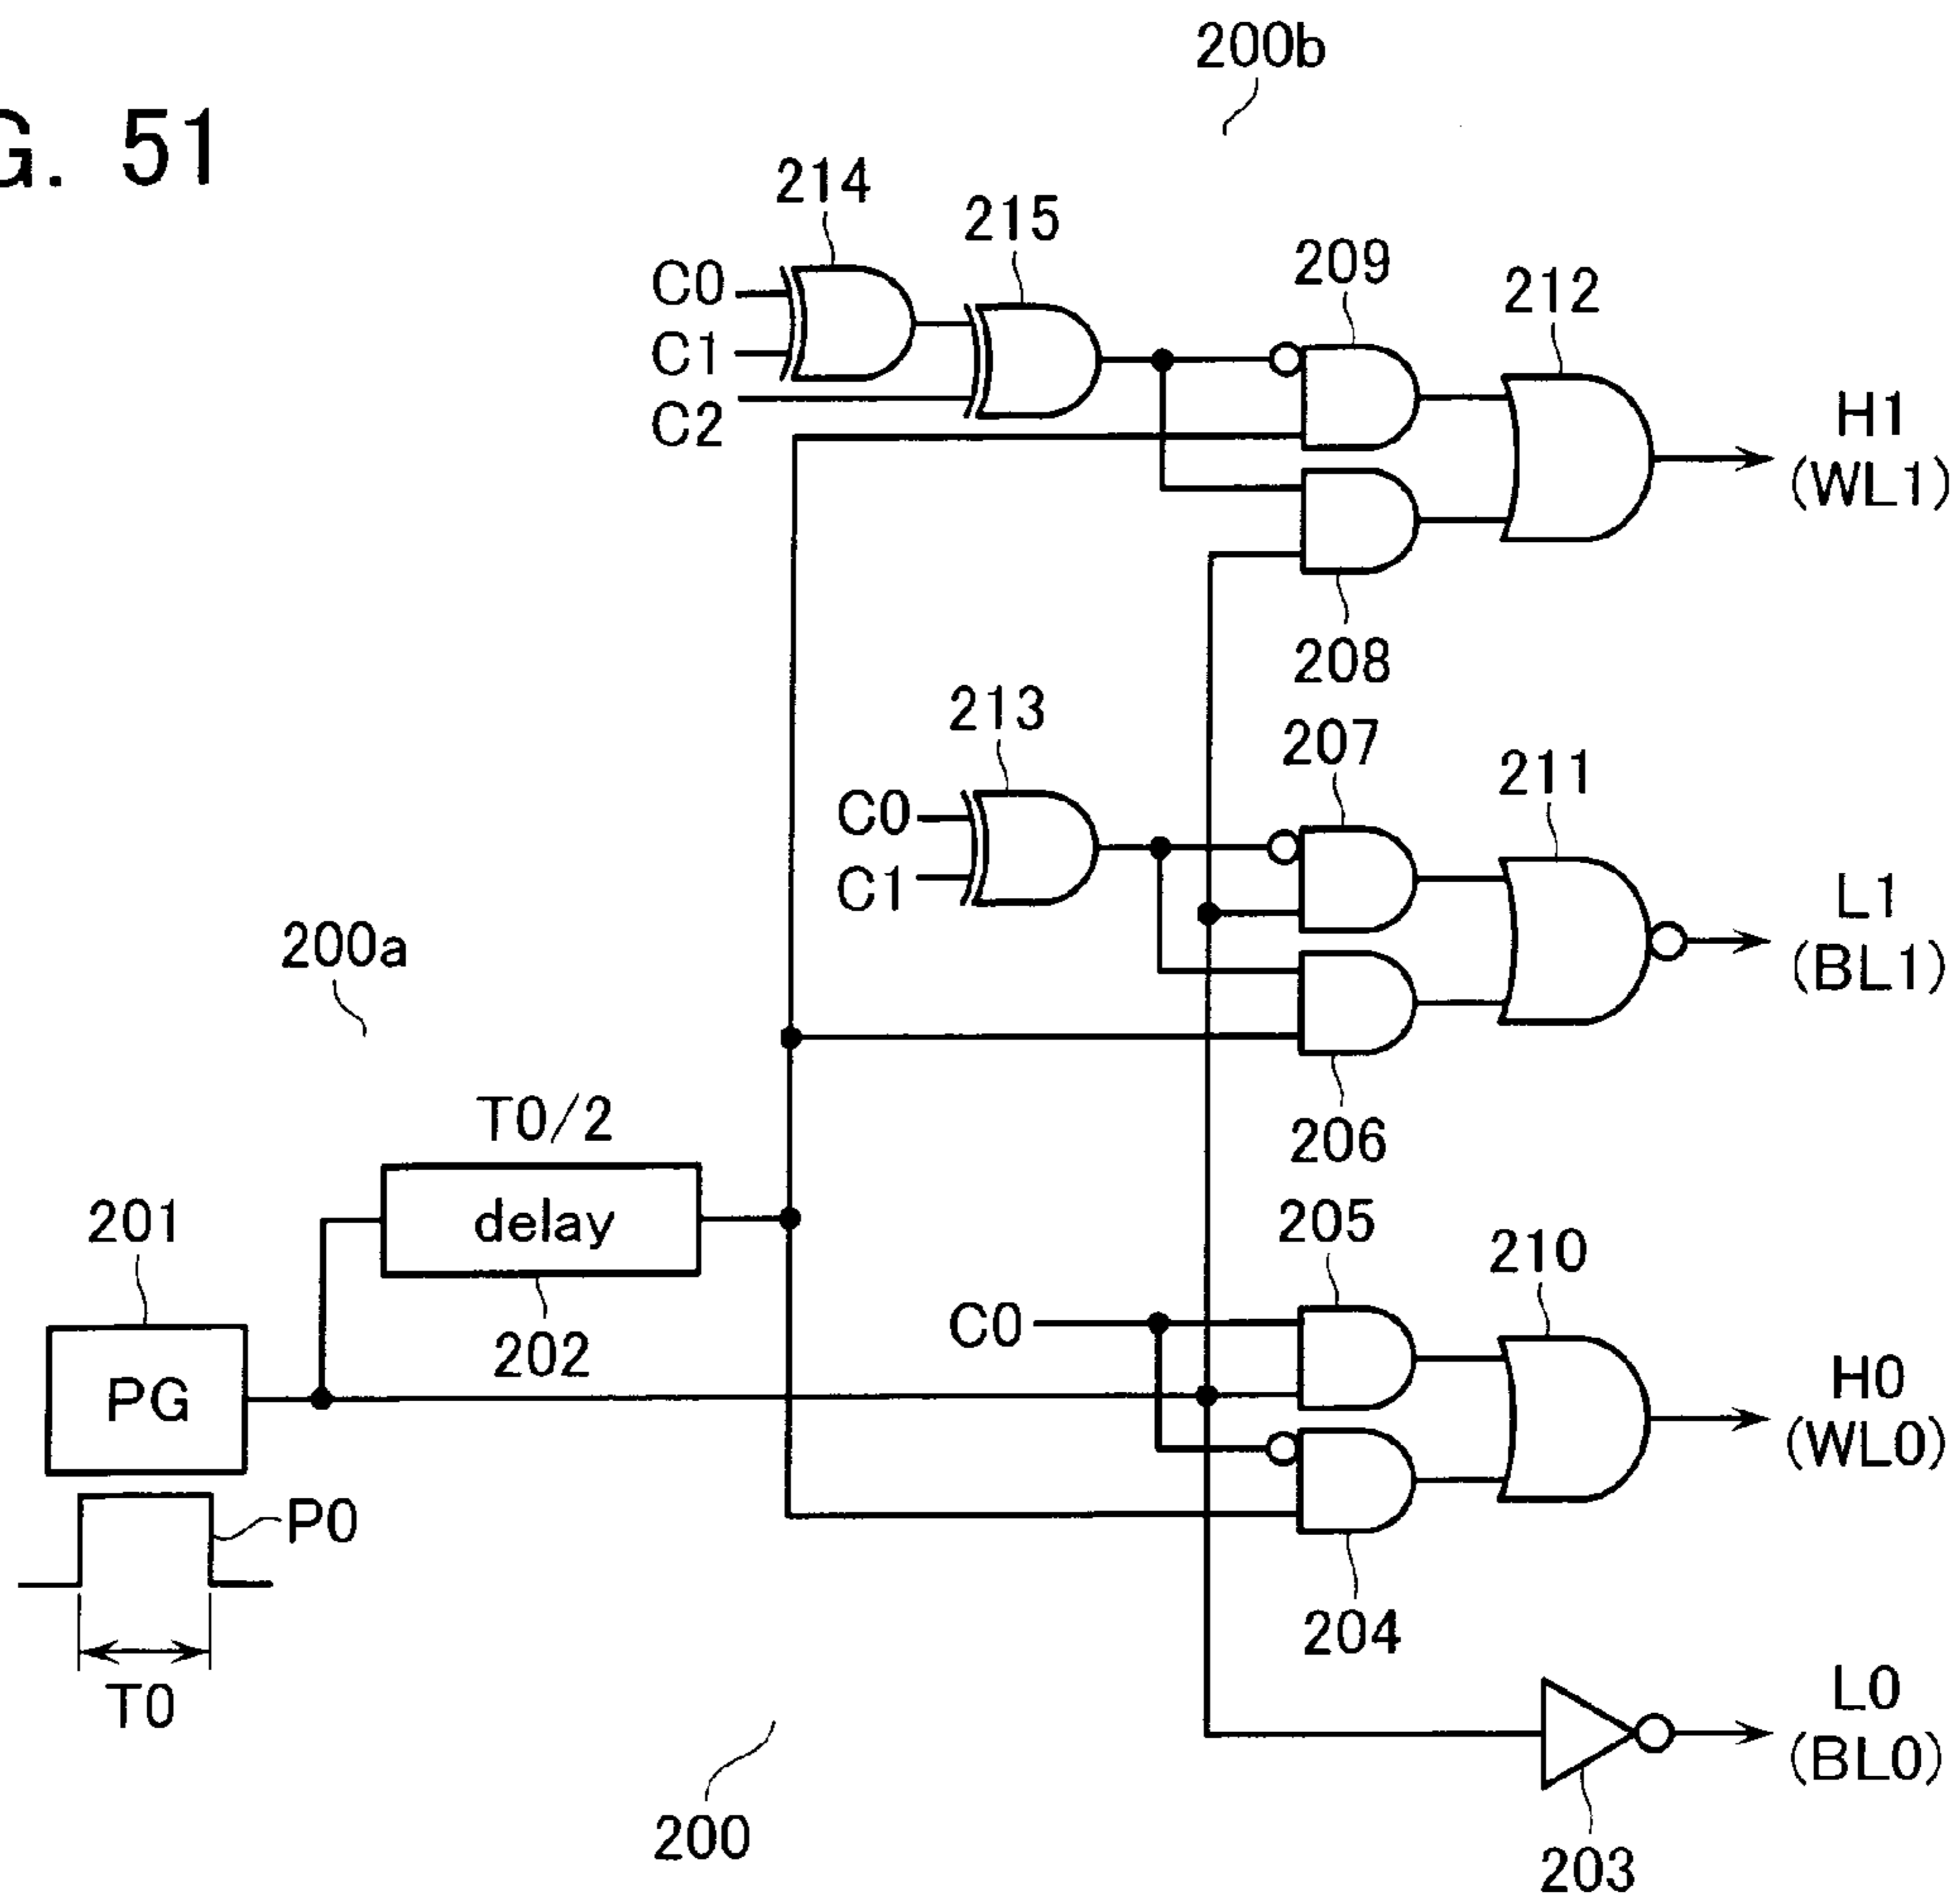 G. 51
200b
214
215
209
212
C0
C1
C2
H1
(WL1)
208
213
207
211
C0
C1
L1
(BL1)
200a
206
T0/2
delay
201
202
205
210
C0
PG
H0
(WL0)
P0
204
T0
L0
(BL0)
200
203